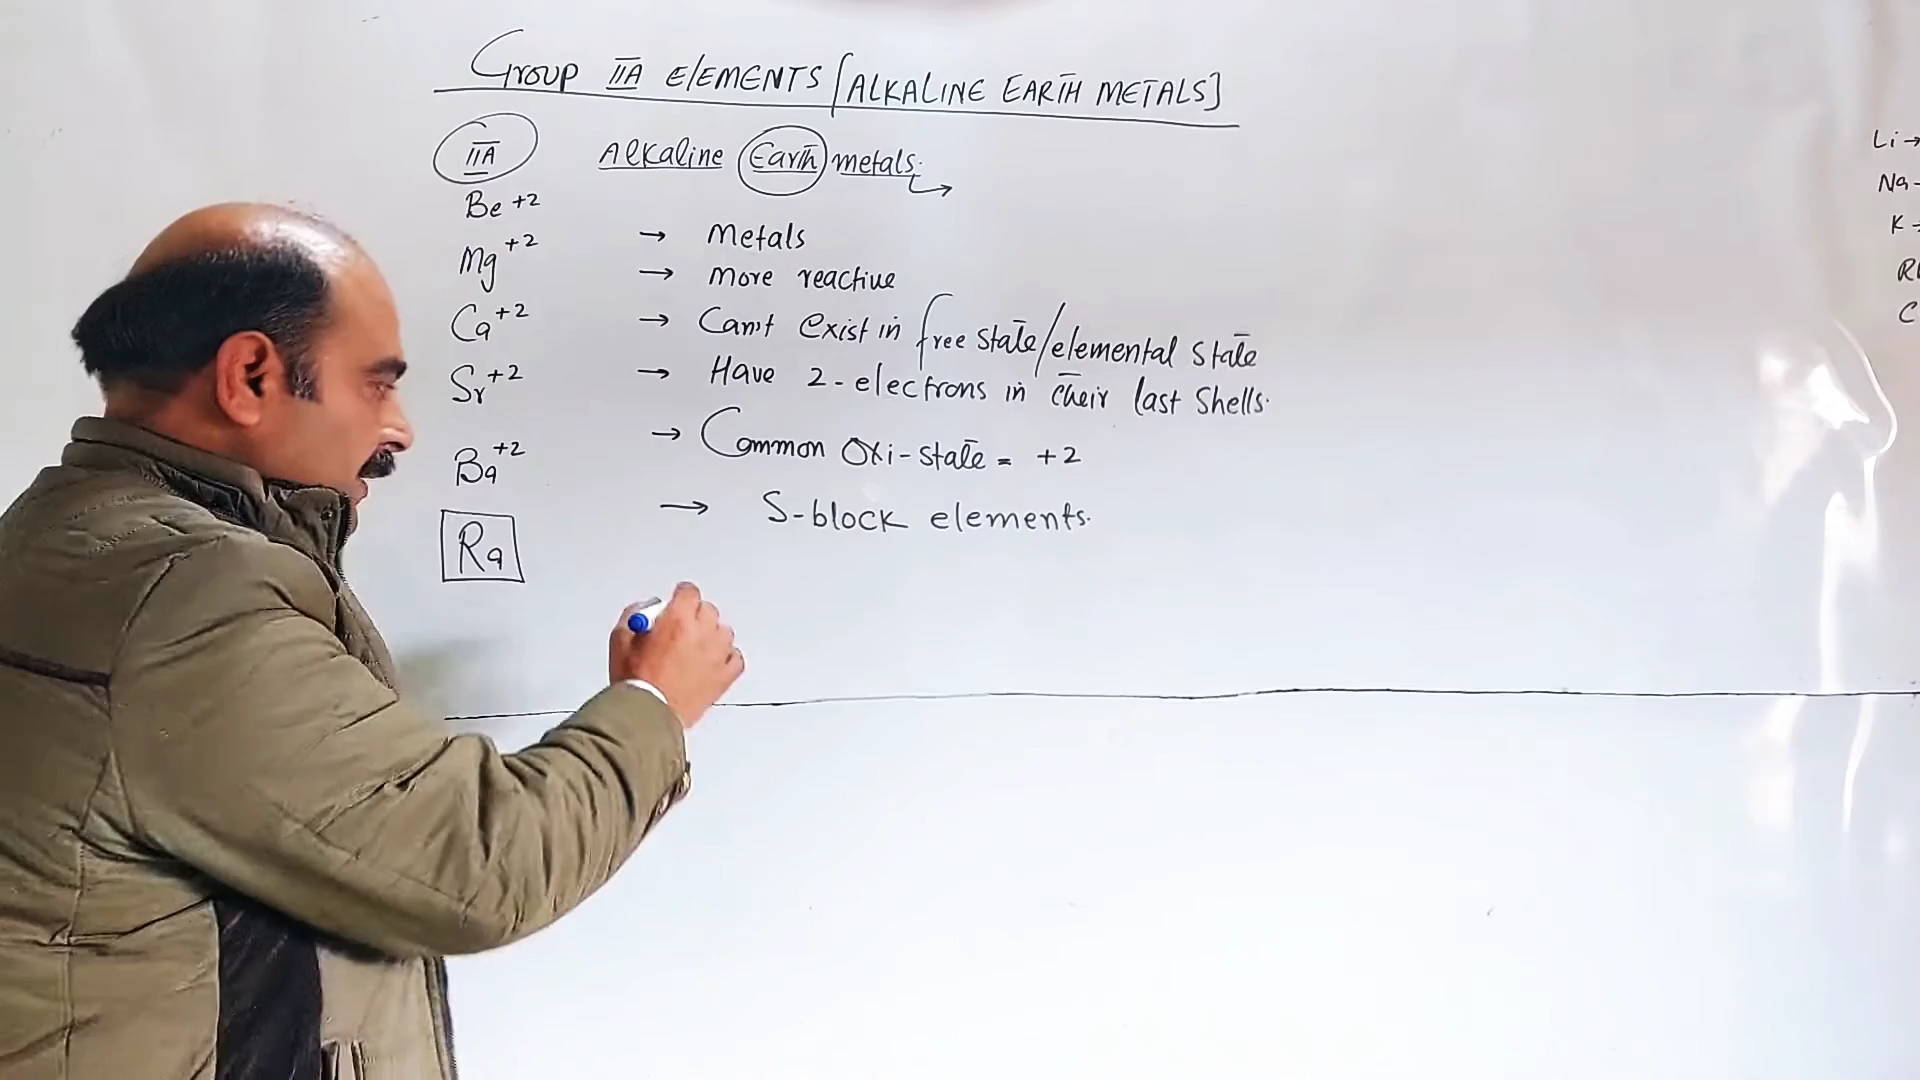 Group IIA ElEMENTS [ALKALINE EARTH METALS]
IIA Alkaline Earth metals.
Be +2
Mg +2
Ca +2
Sr +2
Ba +2
Ra
→ Metals
→ More reactive
→ Can't Exist in free state/elemental state
→ Have 2-electrons in their last shells.
→ Common Oxi-state = +2
→ S-block elements.
Li →
Na -
K -
C